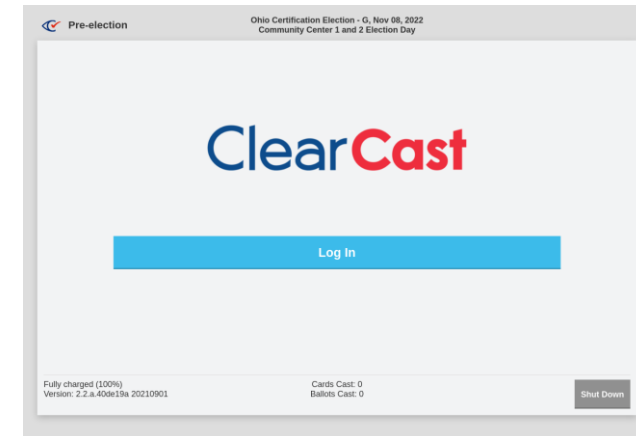 Pre-election
Ohio Certification Election - G, Nov 08, 2022
Community Center 1 and 2 Election Day
ClearCast
Log In
Fully charged (100%)
Version: 2.2.a.40de19a 20210901
Cards Cast: 0
Ballots Cast: 0
Shut Down